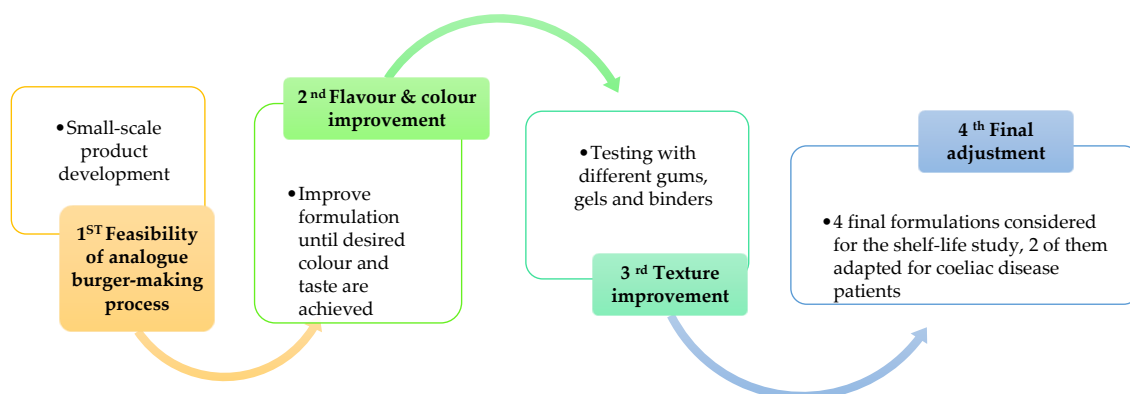 •Small-scale
product
development
1ST Feasibility
of analogue
burger-making
process
2 nd Flavour & colour
improvement
•Improve
formulation
until desired
colour and
taste are
achieved
•Testing with
different gums,
gels and binders
3 rd Texture
improvement
4 th Final
adjustment
•4 final formulations considered
for the shelf-life study, 2 of them
adapted for coeliac disease
patients